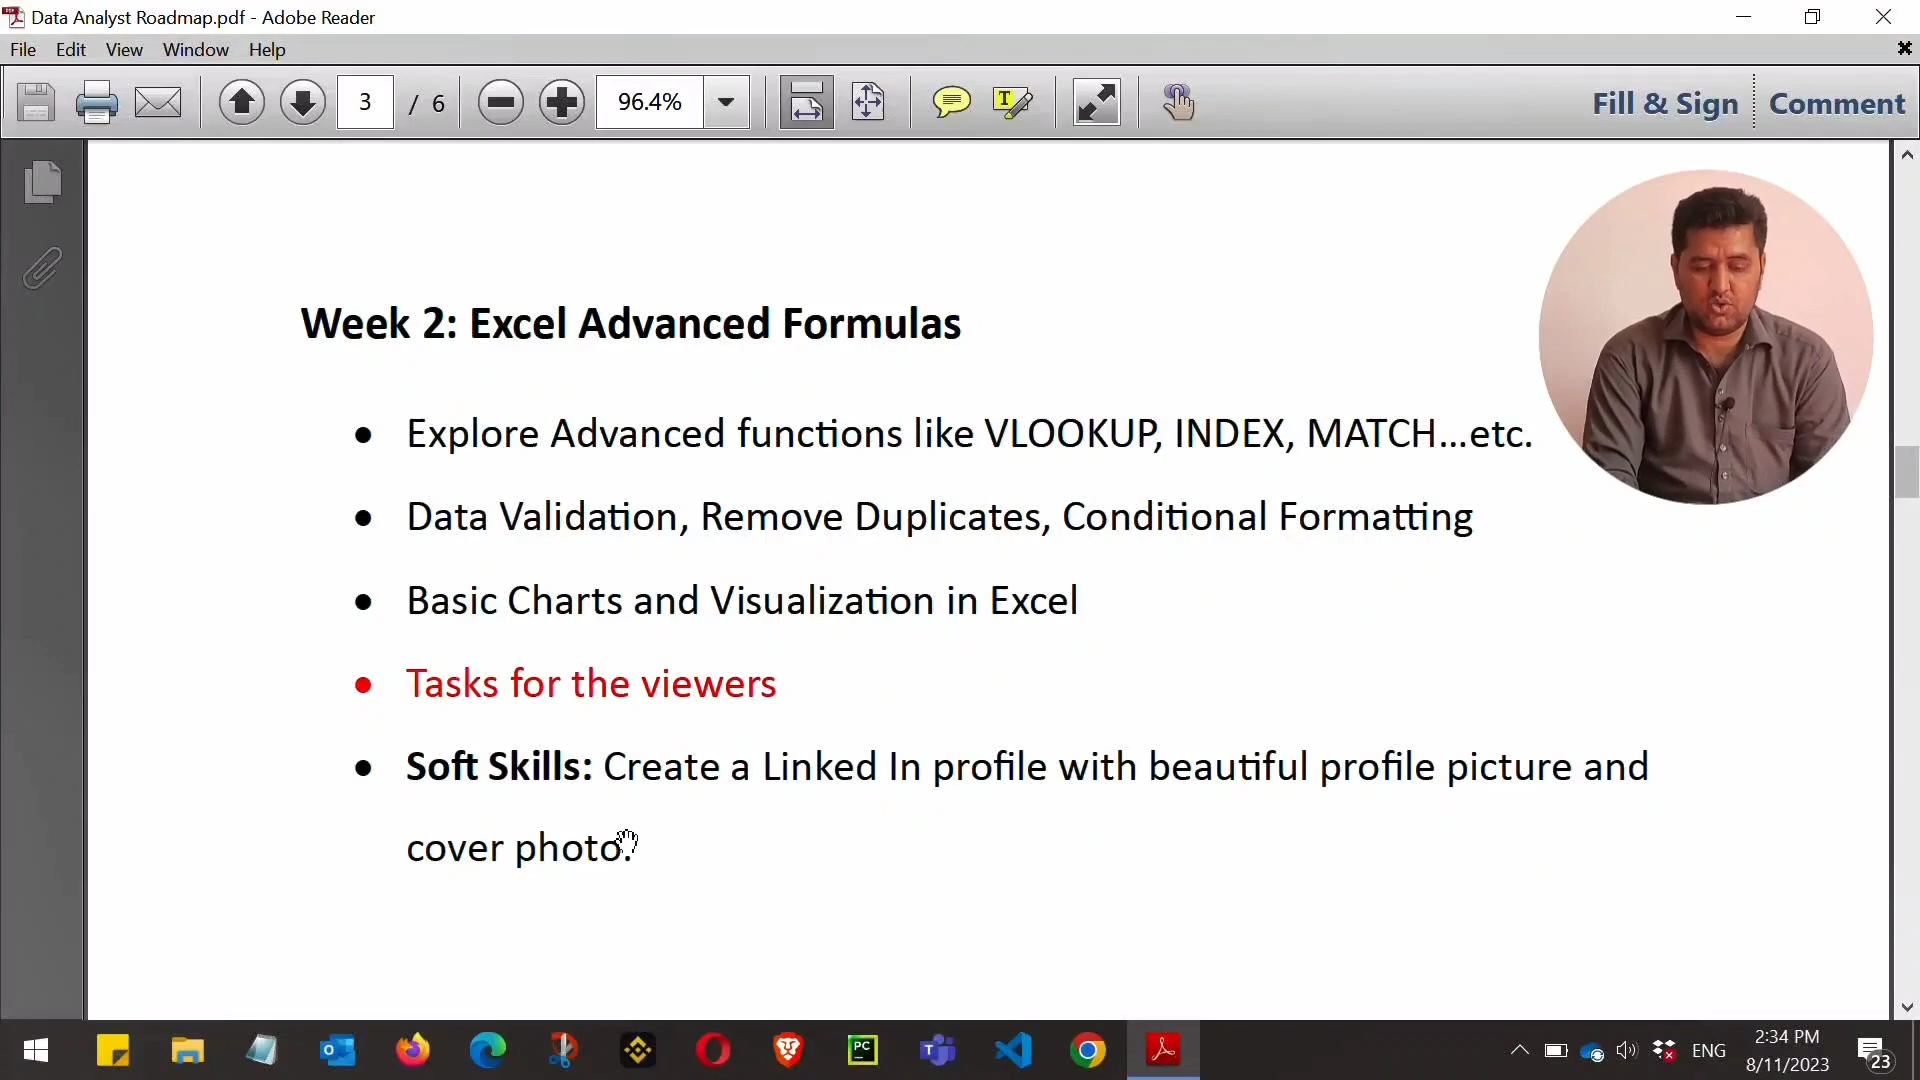 Data Analyst Roadmap.pdf - Adobe Reader
File Edit View Window Help
3 / 6 96.4% Fill & Sign Comment
Week 2: Excel Advanced Formulas
• Explore Advanced functions like VLOOKUP, INDEX, MATCH...etc.
• Data Validation, Remove Duplicates, Conditional Formatting
• Basic Charts and Visualization in Excel
• Tasks for the viewers
• Soft Skills: Create a Linked In profile with beautiful profile picture and
cover photo.
ENG
2:34 PM
8/11/2023
23